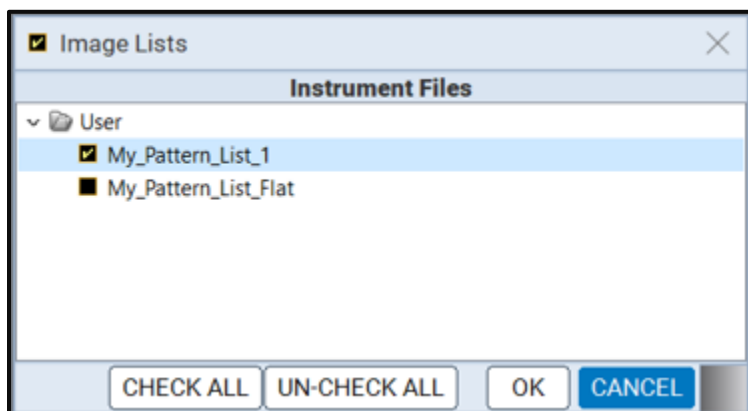 Image Lists
Instrument Files
User
My_Pattern_List_1
My_Pattern_List_Flat
CHECK ALL UN-CHECK ALL OK CANCEL